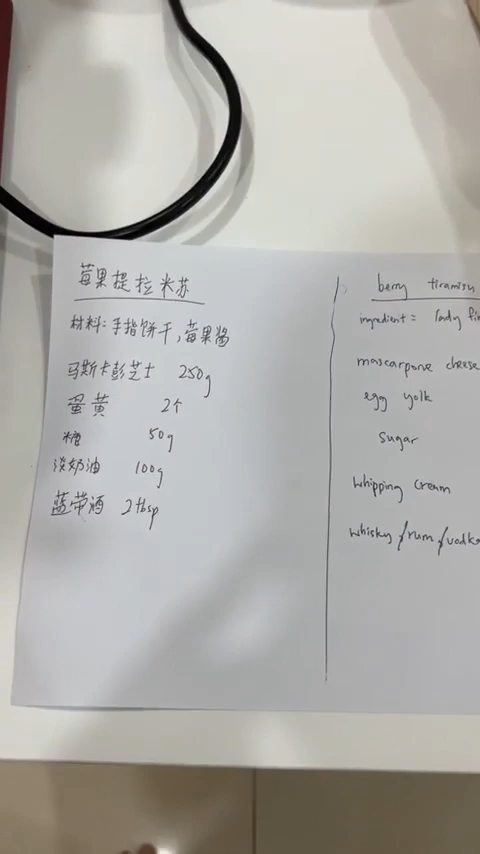 莓果提拉米苏
材料：手指饼干，莓果酱
马斯卡彭芝士 250g
蛋黄 2个
糖 50g
淡奶油 100g
蓝带酒 2 tbsp
berry tiramisu
ingredient: lady
mascarpone cheese
egg yolk
sugar
whipping cream
whisky/rum/vodka